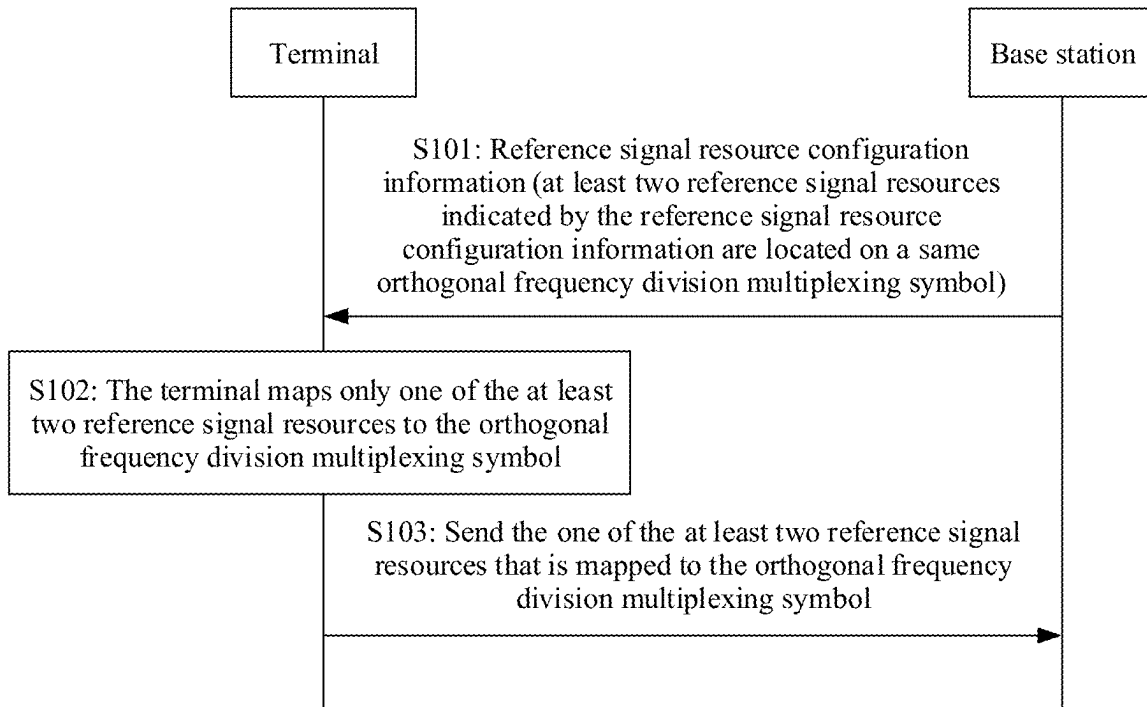 Terminal
Base station
S101: Reference signal resource configuration
information (at least two reference signal resources
indicated by the reference signal resource
configuration information are located on a same
orthogonal frequency division multiplexing symbol)
S102: The terminal maps only one of the at least
two reference signal resources to the orthogonal
frequency division multiplexing symbol
S103: Send the one of the at least two reference signal
resources that is mapped to the orthogonal frequency
division multiplexing symbol